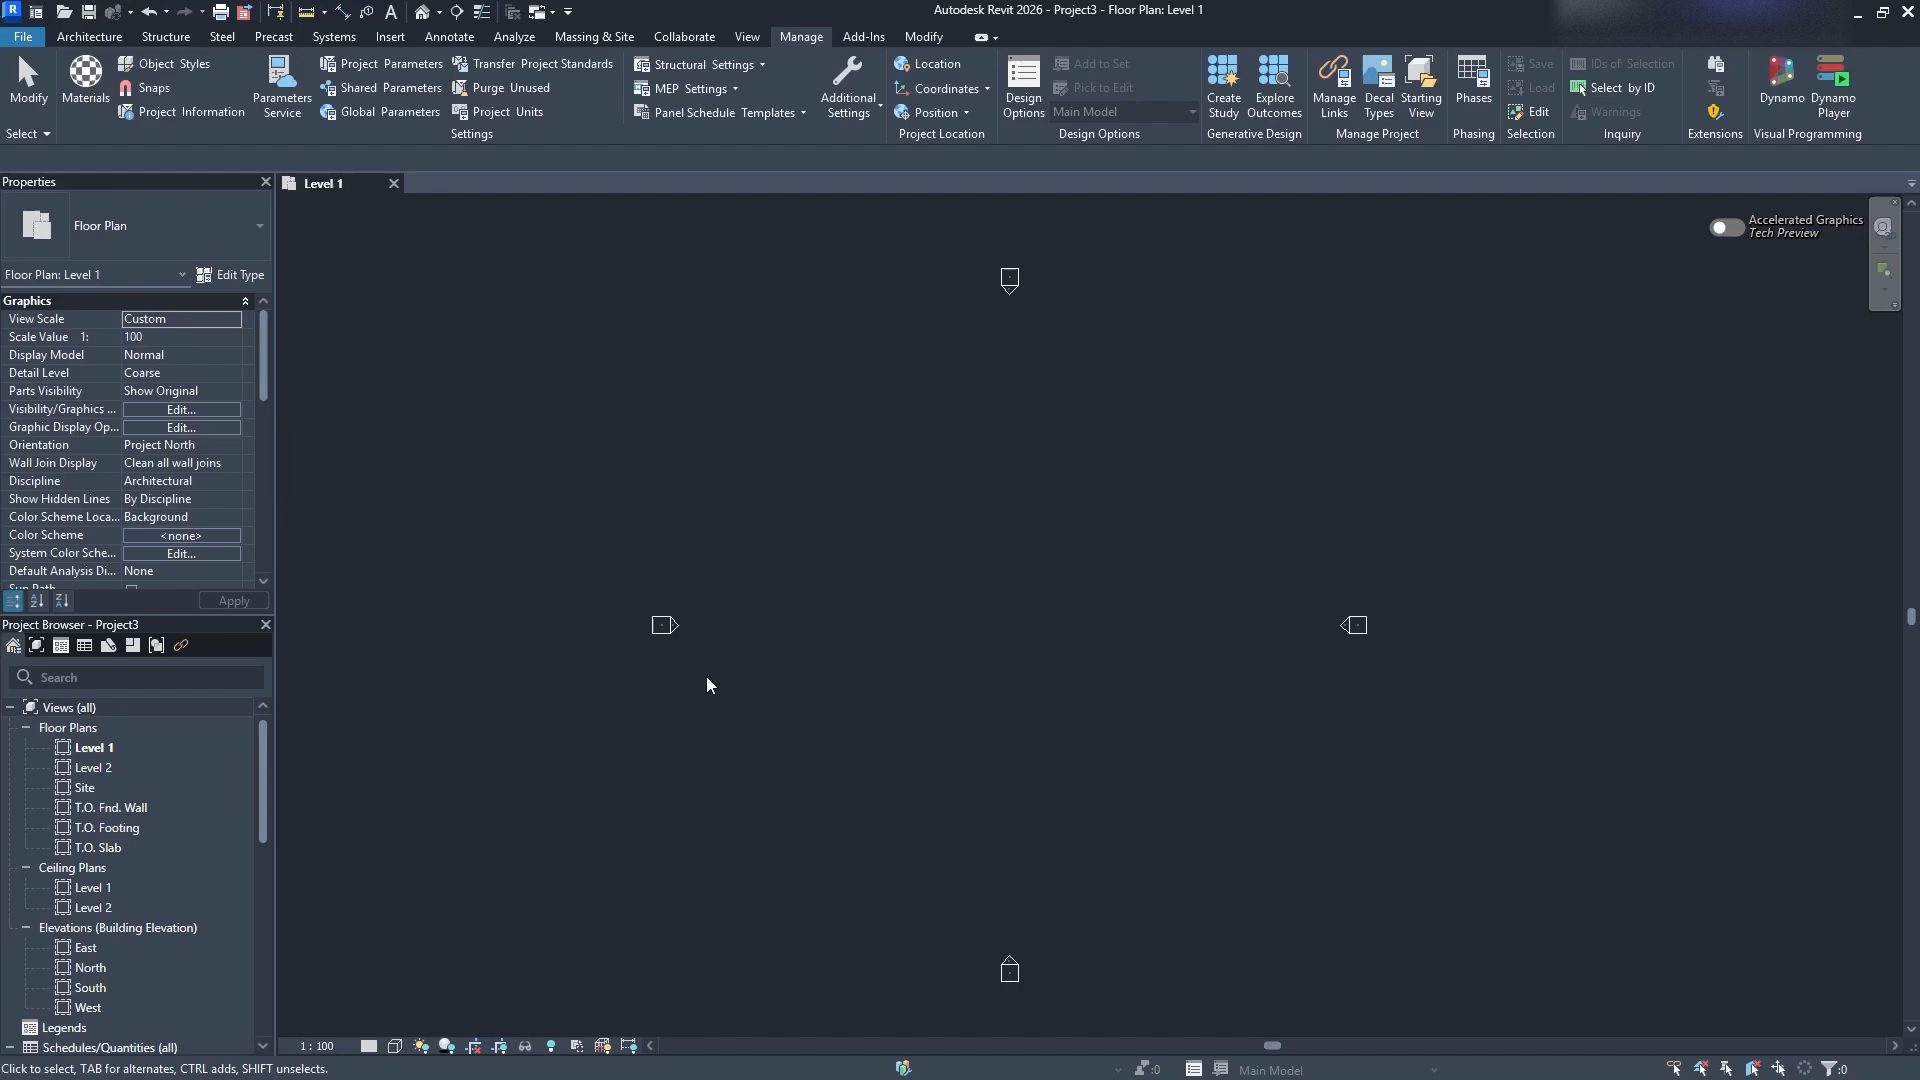 Autodesk Revit 2026 - Project3 - Floor Plan: Level 1
File Architecture Structure Steel Precast Systems Insert Annotate Analyze Massing & Site Collaborate View Manage Add-Ins Modify
Modify
Select
Materials
Object Styles
Snaps
Project Information
Parameters Service
Project Parameters
Shared Parameters
Global Parameters
Transfer Project Standards
Purge Unused
Project Units
Settings
Structural Settings
MEP Settings
Panel Schedule Templates
Additional Settings
Location
Coordinates
Position
Project Location
Design Options
Add to Set
Pick to Edit
Main Model
Design Options
Create Study
Explore Outcomes
Generative Design
Manage Links
Decal Types
Starting View
Manage Project
Phases
Phasing
Save
Load
Edit
Selection
IDs of Selection
Select by ID
Warnings
Inquiry
Extensions
Dynamo
Dynamo Player
Visual Programming
Properties
Level 1
Floor Plan
Floor Plan: Level 1
Edit Type
Graphics
View Scale Custom
Scale Value 1: 100
Display Model Normal
Detail Level Coarse
Parts Visibility Show Original
Visibility/Graphics ... Edit...
Graphic Display Op... Edit...
Orientation Project North
Wall Join Display Clean all wall joins
Discipline Architectural
Show Hidden Lines By Discipline
Color Scheme Loca... Background
Color Scheme <none>
System Color Sche... Edit...
Default Analysis Di... None
Sun Path
Apply
Accelerated Graphics
Tech Preview
Project Browser - Project3
Search
Views (all)
Floor Plans
Level 1
Level 2
Site
T.O. Fnd. Wall
T.O. Footing
T.O. Slab
Ceiling Plans
Level 1
Level 2
Elevations (Building Elevation)
East
North
South
West
Legends
Schedules/Quantities (all)
1 : 100
Click to select, TAB for alternates, CTRL adds, SHIFT unselects.
:0
Main Model
:0